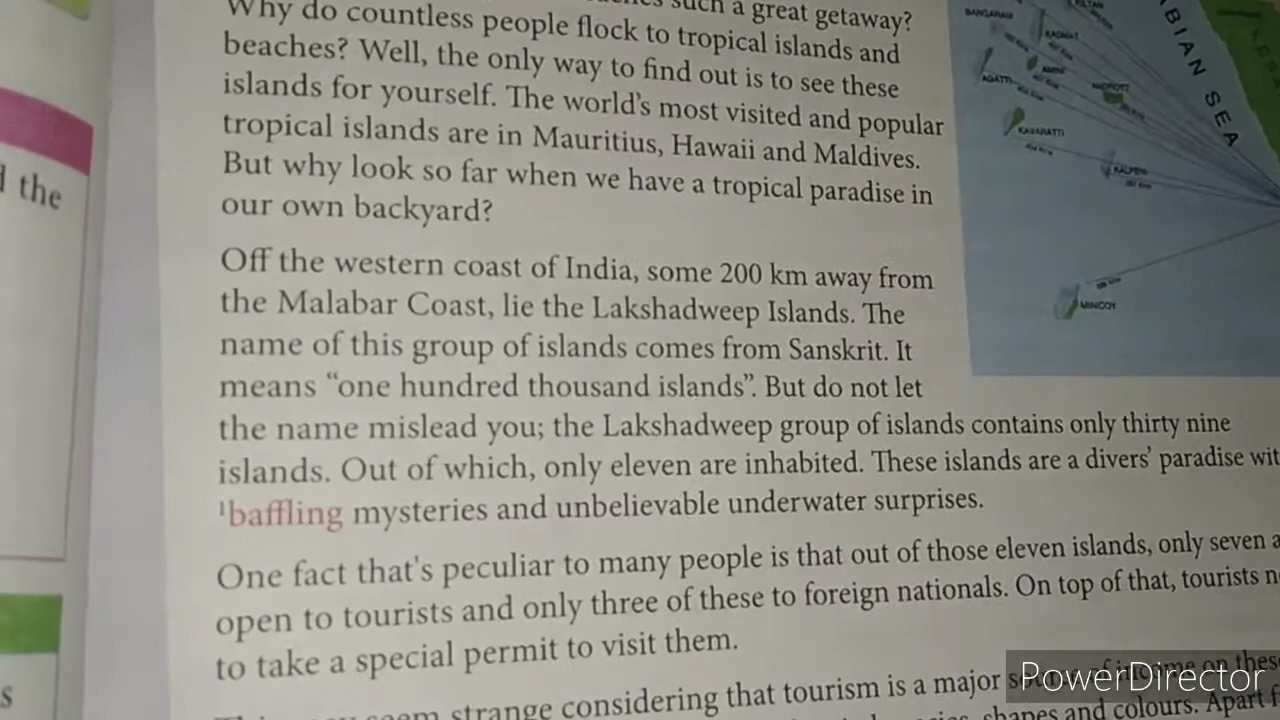 such a great getaway?
Why do countless people flock to tropical islands and
beaches? Well, the only way to find out is to see these
islands for yourself. The world's most visited and popular
tropical islands are in Mauritius, Hawaii and Maldives.
But why look so far when we have a tropical paradise in
our own backyard?
Off the western coast of India, some 200 km away from
the Malabar Coast, lie the Lakshadweep Islands. The
name of this group of islands comes from Sanskrit. It
means “one hundred thousand islands”. But do not let
the name mislead you; the Lakshadweep group of islands contains only thirty nine
islands. Out of which, only eleven are inhabited. These islands are a divers' paradise wit
¹baffling mysteries and unbelievable underwater surprises.
One fact that's peculiar to many people is that out of those eleven islands, only seven a
open to tourists and only three of these to foreign nationals. On top of that, tourists n
to take a special permit to visit them.
strange considering that tourism is a major
shapes and colours. Apart f
the
s
BANGARAM
KADMAT
AMINI
AGATTI
ANDROTT
KAVARATTI
KALPENI
MINICOY
BIAN SEA
PowerDirector